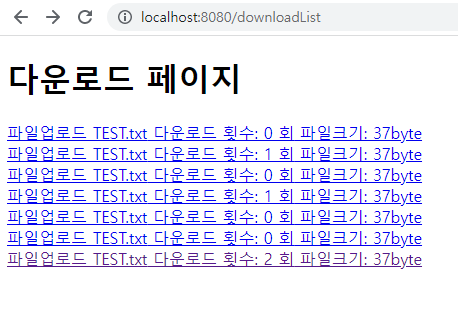 localhost:8080/downloadList
다운로드 페이지
파일업로드 TEST.txt 다운로드 횟수: 0 회 파일크기: 37byte
파일업로드 TEST.txt 다운로드 횟수: 1 회 파일크기: 37byte
파일업로드 TEST.txt 다운로드 횟수: 0 회 파일크기: 37byte
파일업로드 TEST.txt 다운로드 횟수: 1 회 파일크기: 37byte
파일업로드 TEST.txt 다운로드 횟수: 0 회 파일크기: 37byte
파일업로드 TEST.txt 다운로드 횟수: 0 회 파일크기: 37byte
파일업로드 TEST.txt 다운로드 횟수: 2 회 파일크기: 37byte